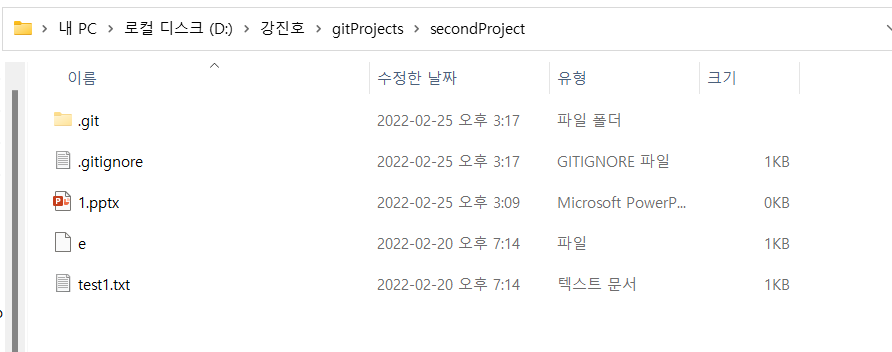 내 PC > 로컬 디스크 (D:) > 강진호 > gitProjects > secondProject
이름 수정한 날짜 유형 크기
.git 2022-02-25 오후 3:17 파일 폴더
.gitignore 2022-02-25 오후 3:17 GITIGNORE 파일 1KB
1.pptx 2022-02-25 오후 3:09 Microsoft PowerP... 0KB
e 2022-02-20 오후 7:14 파일 1KB
test1.txt 2022-02-20 오후 7:14 텍스트 문서 1KB